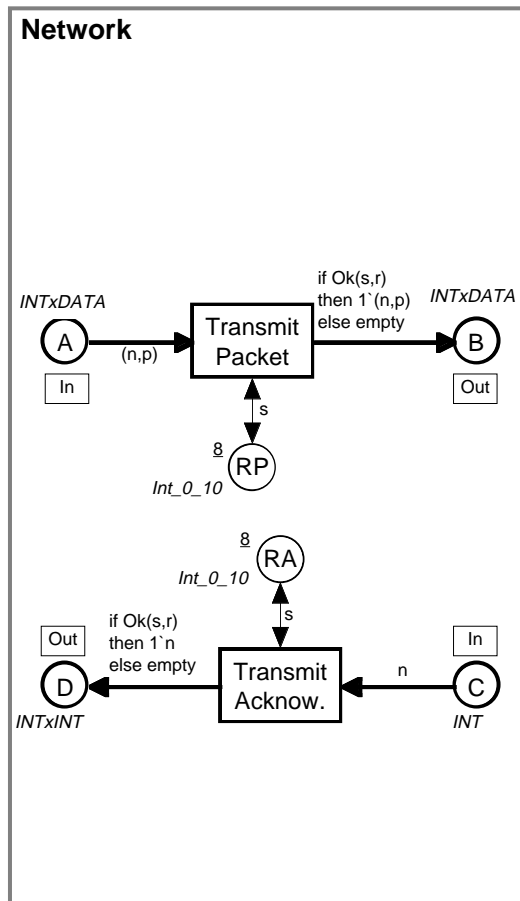 Network
INTxDATA
A
In
(n,p)
Transmit
Packet
if Ok(s,r)
then 1`(n,p)
else empty
INTxDATA
B
Out
s
8
RP
Int_0_10
8
RA
Int_0_10
s
if Ok(s,r)
then 1`n
else empty
Out
D
INTxINT
Transmit
Acknow.
n
In
C
INT